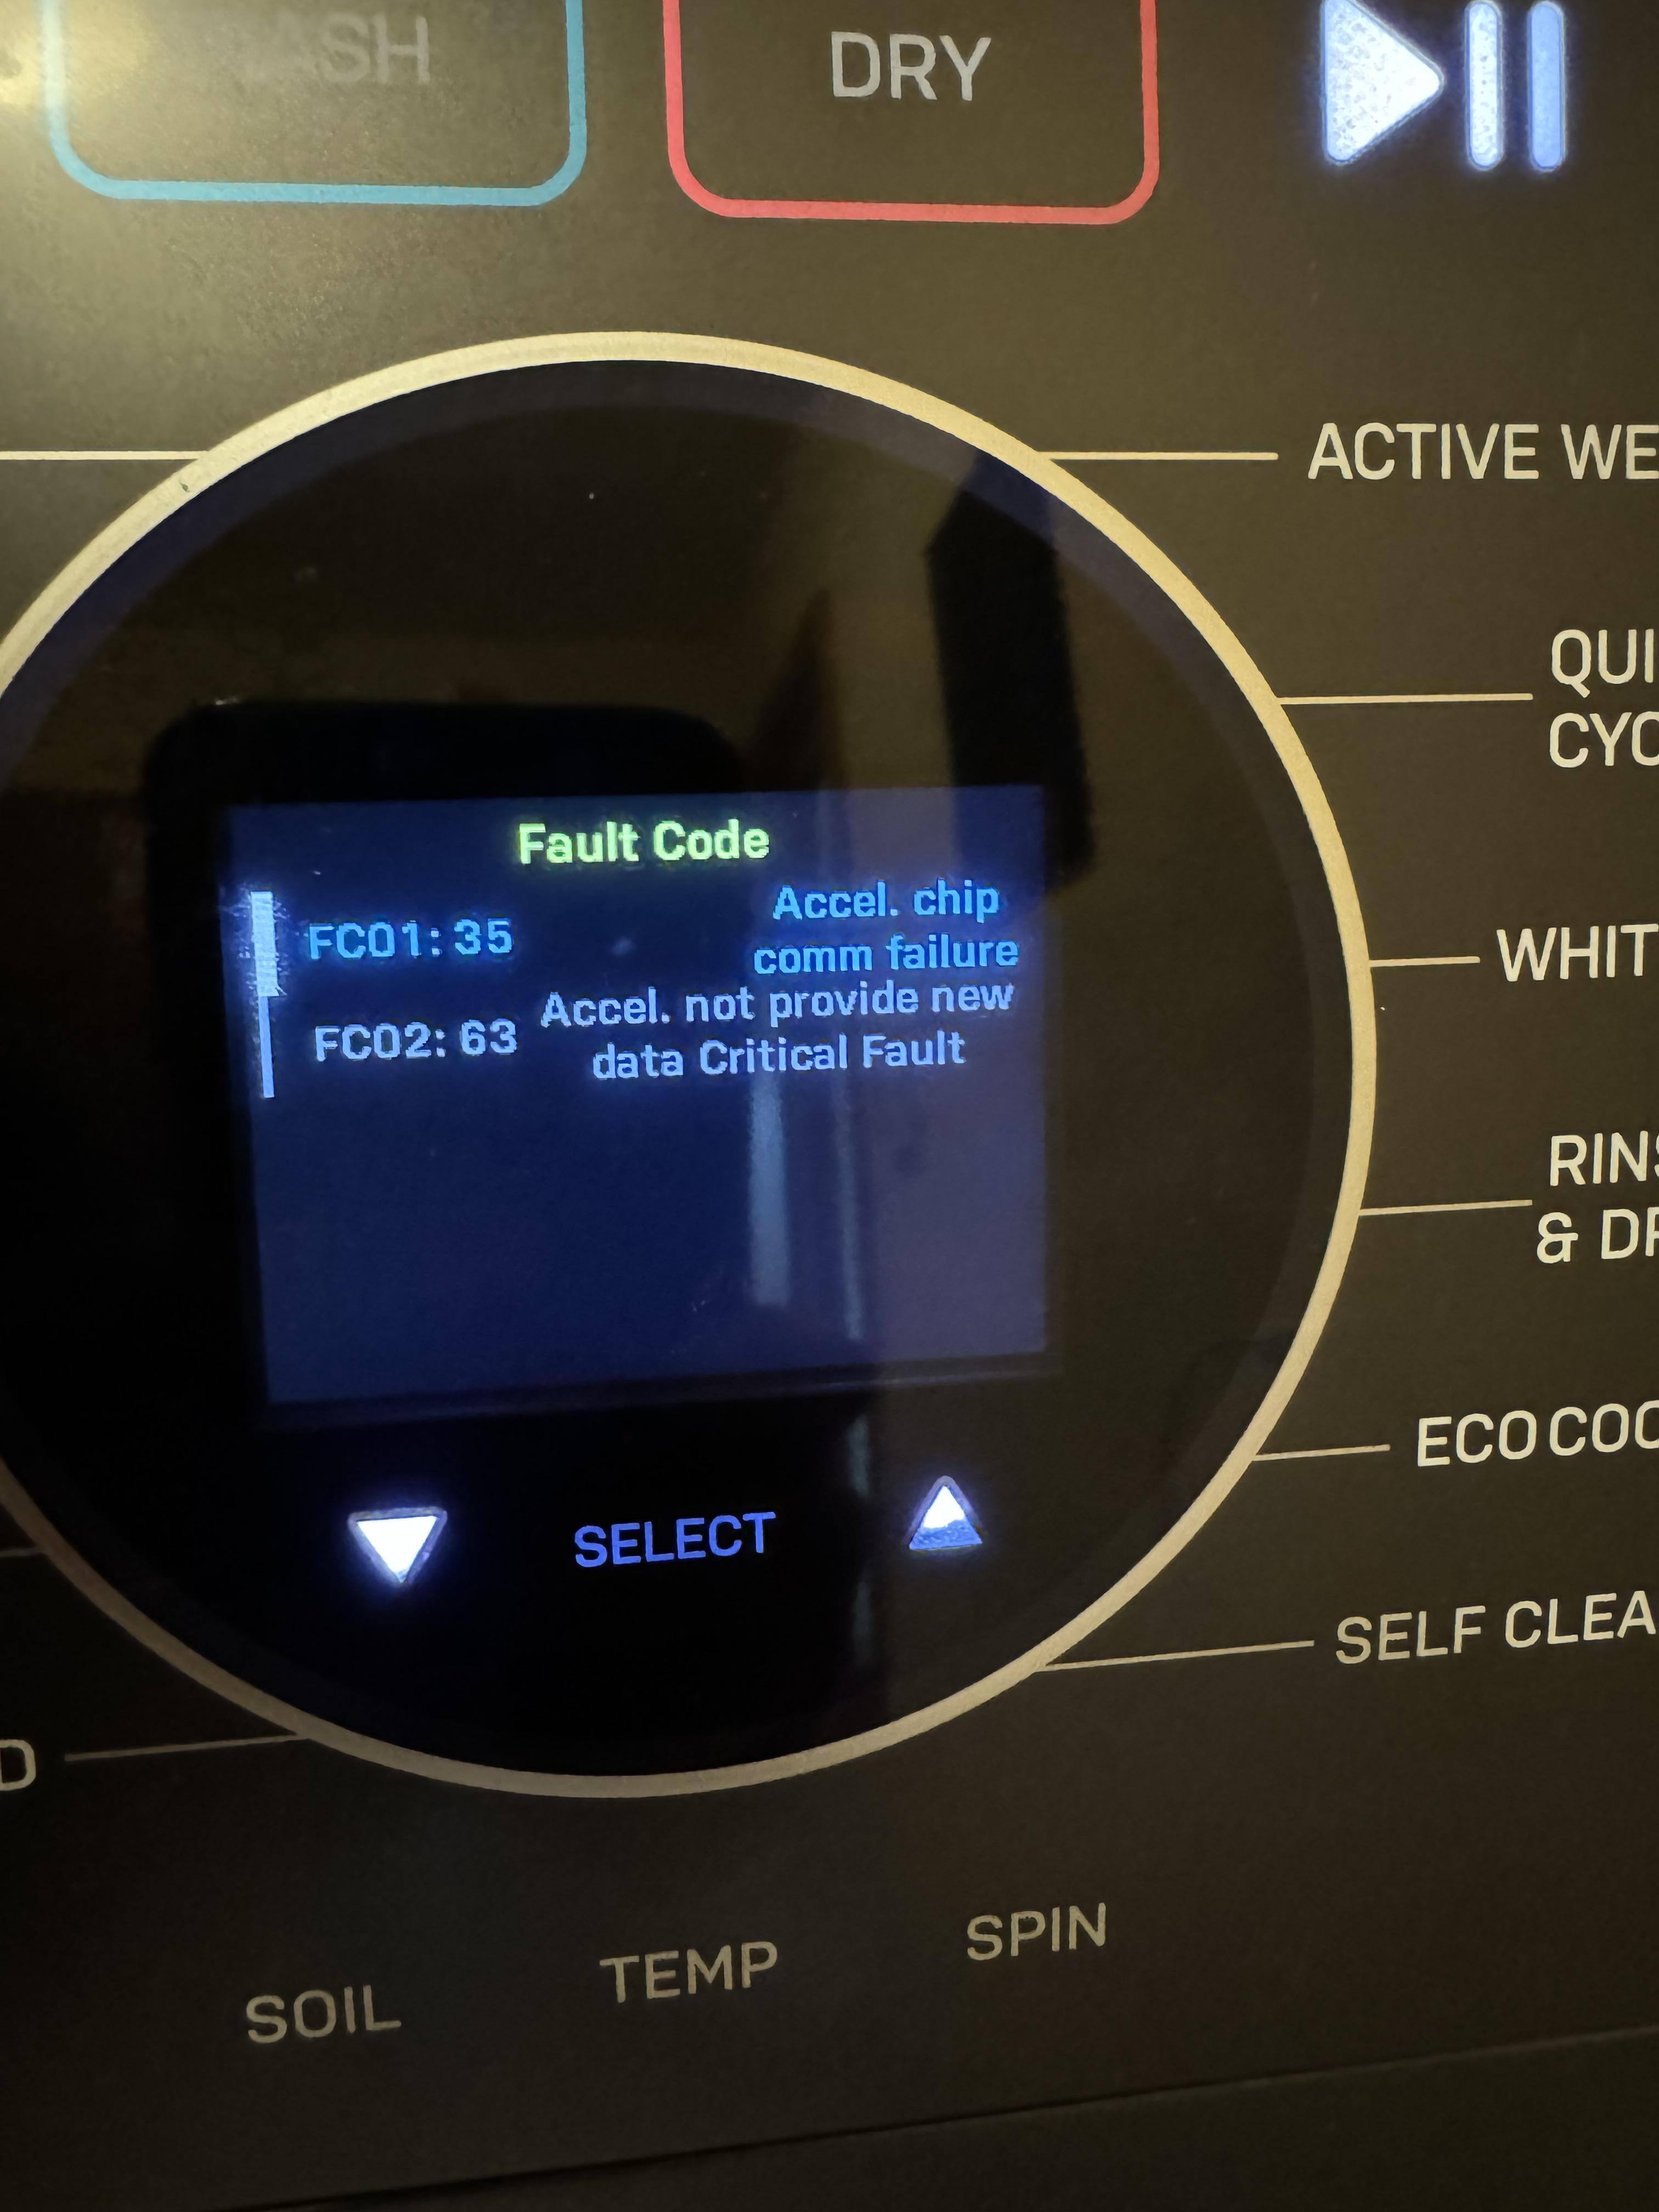 DRY
ACTIVE WE
QUI
CYC
Fault Code
FC01: 35 Accel. chip
comm failure
FC02: 63 Accel. not provide new
data Critical Fault
WHIT
RINS
& DR
ECO COO
SELECT
SELF CLEA
D
SOIL TEMP SPIN